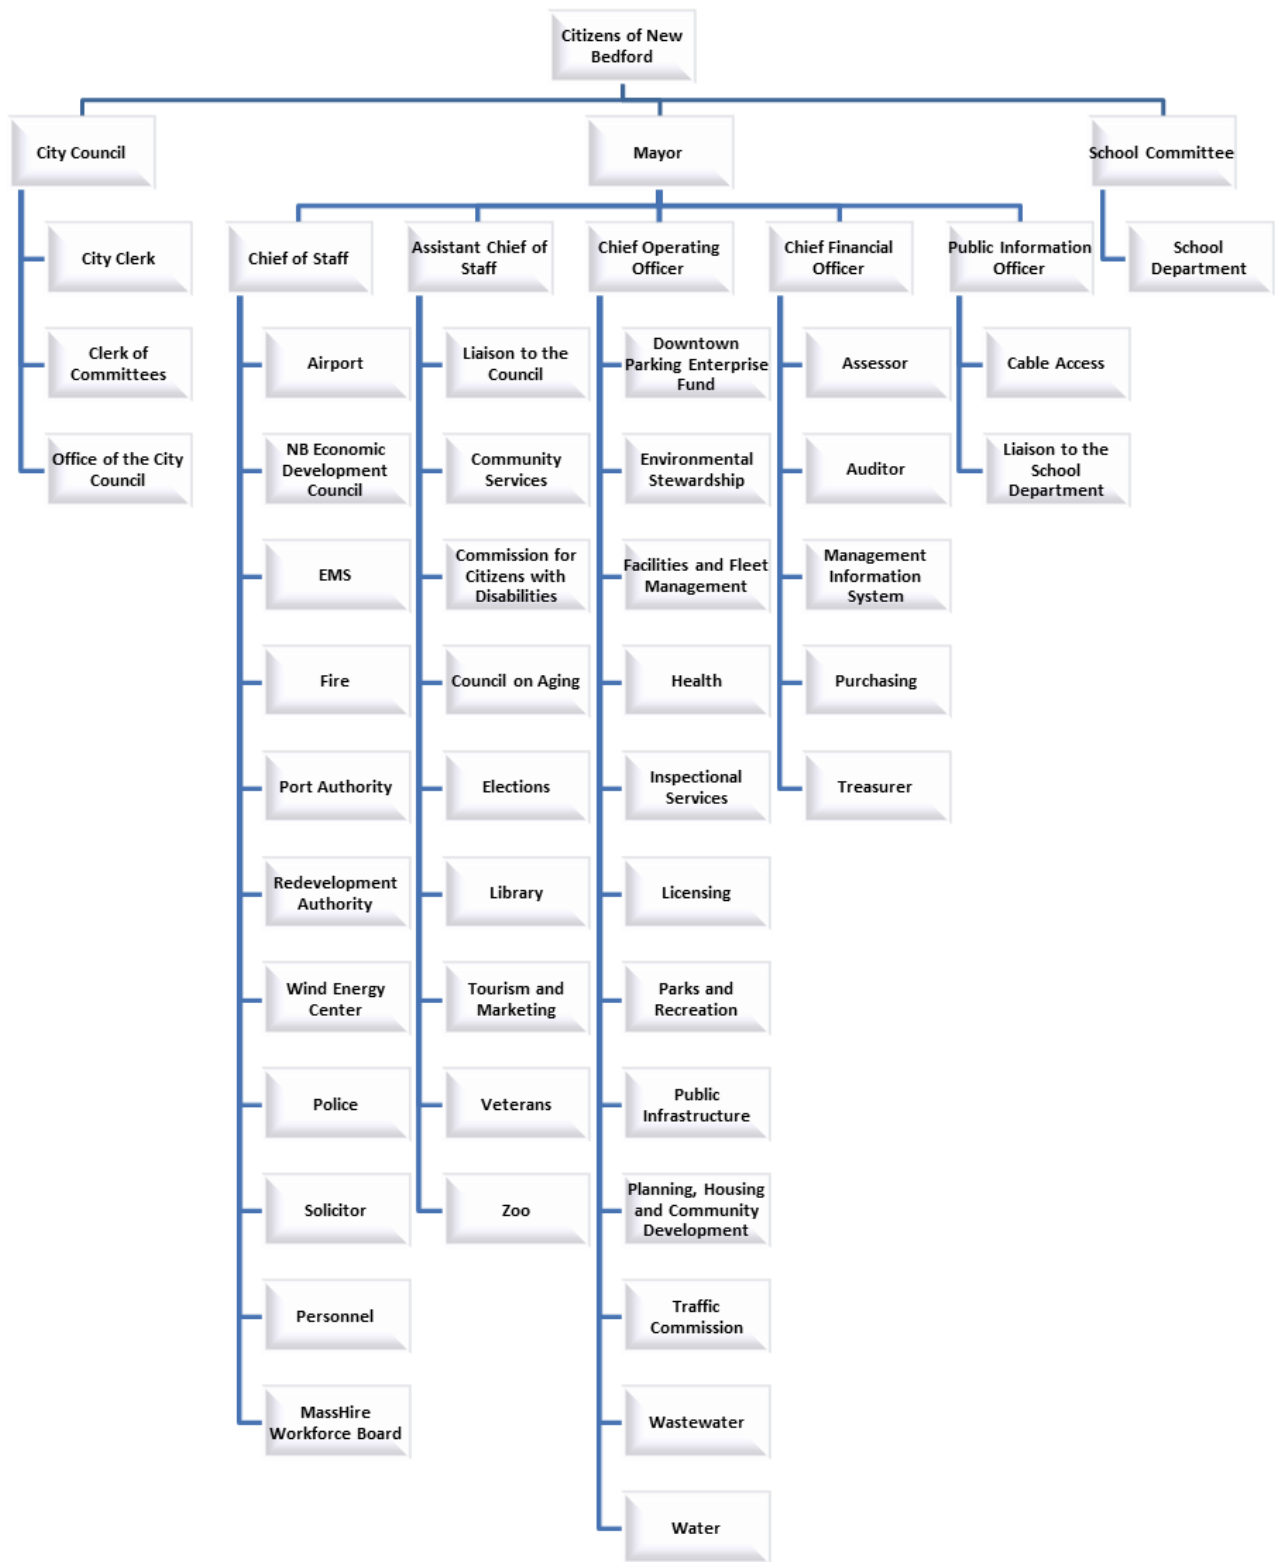 Citizens of New
Bedford
City Council
Mayor
School Committee
City Clerk
Clerk of
Committees
Office of the City
Council
Chief of Staff
Airport
NB Economic
Development
Council
EMS
Fire
Port Authority
Redevelopment
Authority
Wind Energy
Center
Police
Solicitor
Personnel
MassHire
Workforce Board
Assistant Chief of
Staff
Liaison to the
Council
Community
Services
Commission for
Citizens with
Disabilities
Council on Aging
Elections
Library
Tourism and
Marketing
Veterans
Zoo
Chief Operating
Officer
Downtown
Parking Enterprise
Fund
Environmental
Stewardship
Facilities and Fleet
Management
Health
Inspectional
Services
Licensing
Parks and
Recreation
Public
Infrastructure
Planning, Housing
and Community
Development
Traffic
Commission
Wastewater
Water
Chief Financial
Officer
Assessor
Auditor
Management
Information
System
Purchasing
Treasurer
Public Information
Officer
Cable Access
Liaison to the
School
Department
School
Department